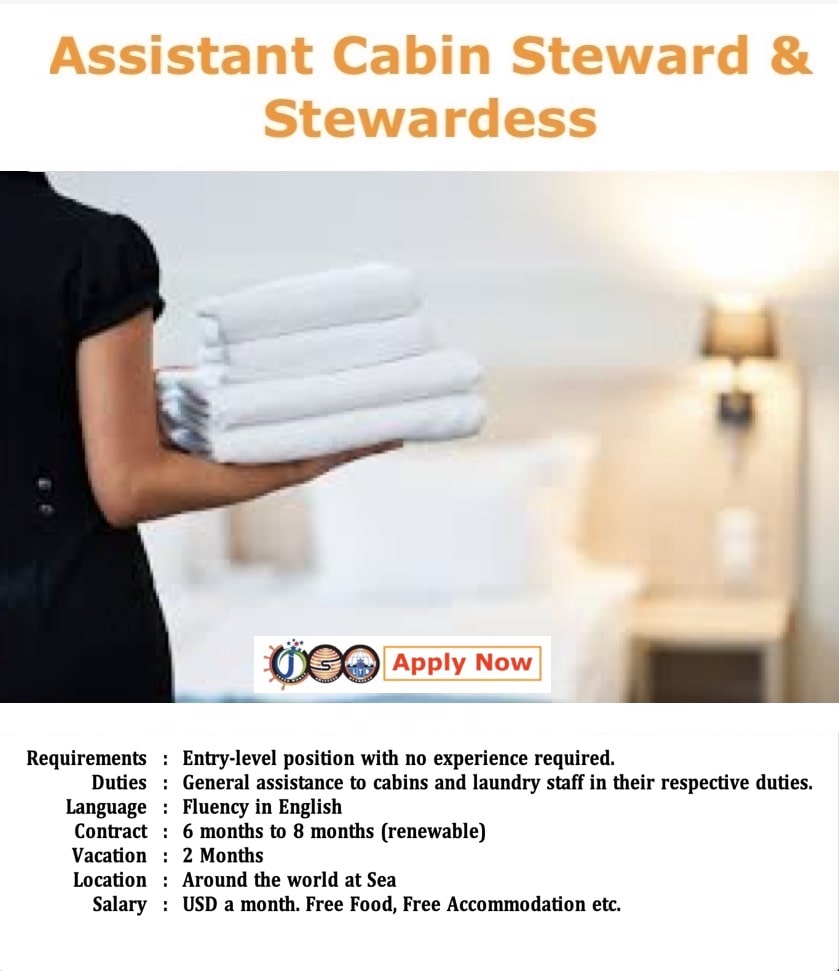 Assistant Cabin Steward &
Stewardess
Apply Now
Requirements : Entry-level position with no experience required.
Duties : General assistance to cabins and laundry staff in their respective duties.
Language : Fluency in English
Contract : 6 months to 8 months (renewable)
Vacation : 2 Months
Location : Around the world at Sea
Salary : USD a month. Free Food, Free Accommodation etc.